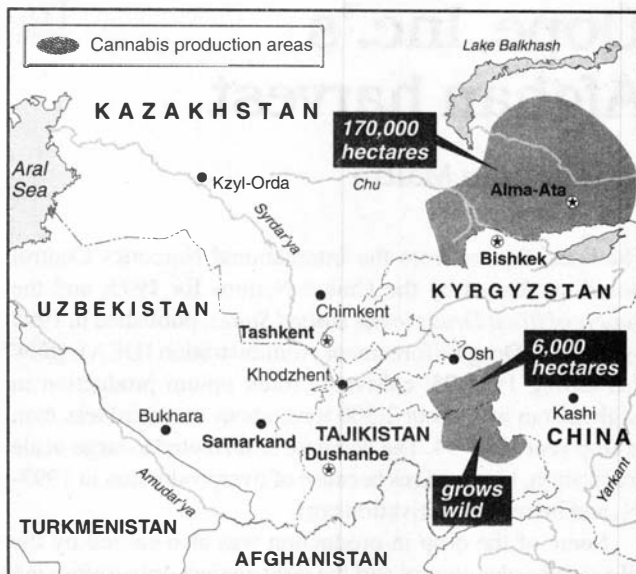 Cannabis production areas
Lake Balkhash
KAZAKHSTAN
170,000
hectares
Aral
Sea
Kzyl-Orda
Chu
Alma-Ata
Syrdar'ya
Bishkek
KYRGYZSTAN
UZBEKISTAN
Chimkent
Tashkent
Osh
6,000
hectares
Khodzhent
Kashi
Bukhara
Samarkand
TAJIKISTAN
CHINA
Dushanbe
Yarkant
Amudarya
grows
wild
TURKMENISTAN
AFGHANISTAN